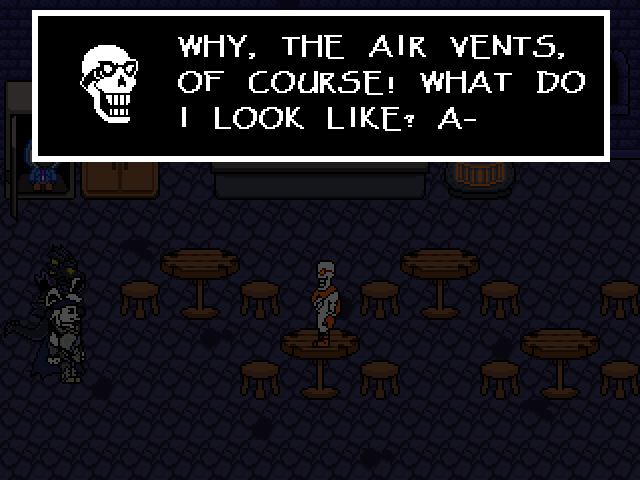 WHY, THE AIR VENTS,
OF COURSE! WHAT DO
I LOOK LIKE? A-